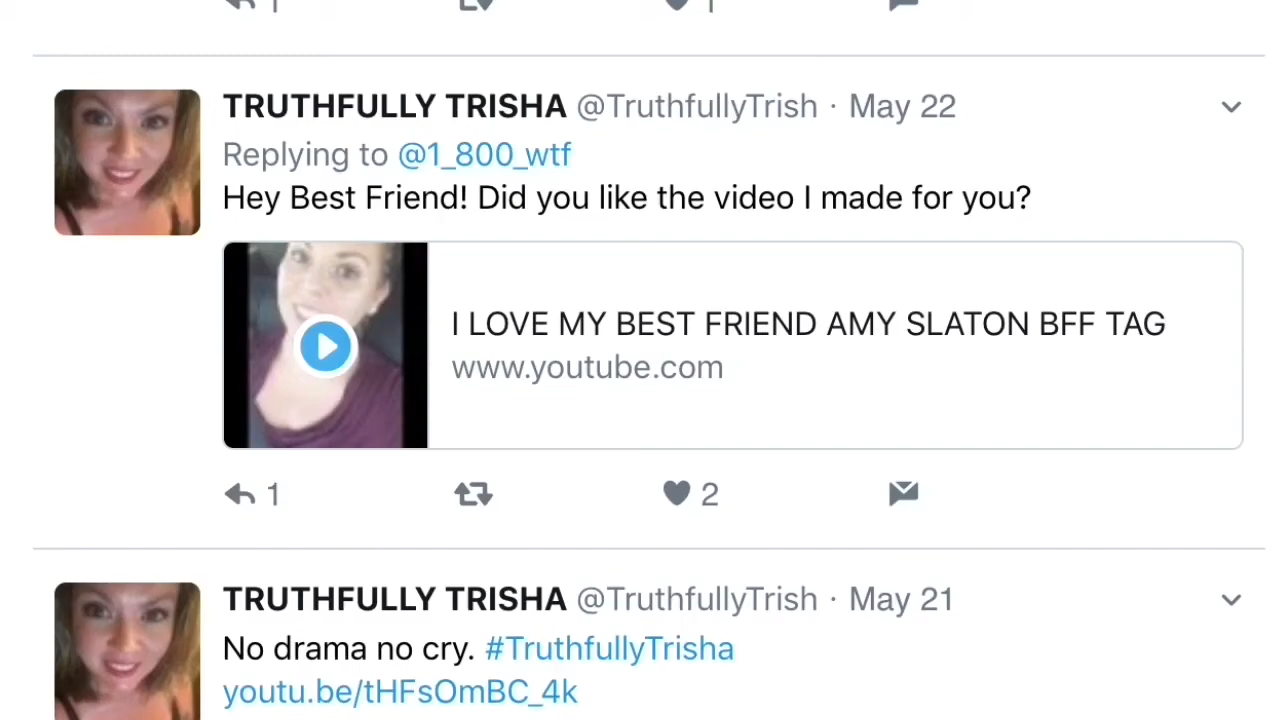 1 1
TRUTHFULLY TRISHA @TruthfullyTrish · May 22
Replying to @1_800_wtf
Hey Best Friend! Did you like the video I made for you?
I LOVE MY BEST FRIEND AMY SLATON BFF TAG
www.youtube.com
1 2
TRUTHFULLY TRISHA @TruthfullyTrish · May 21
No drama no cry. #TruthfullyTrisha
youtu.be/tHFsOmBC_4k